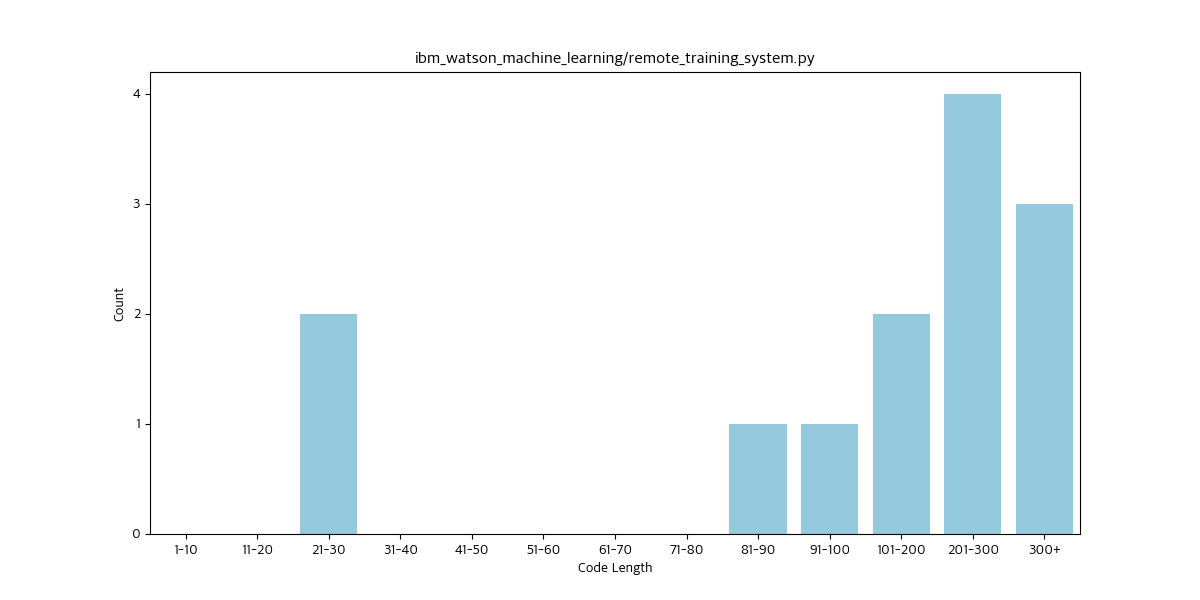 ibm_watson_machine_learning/remote_training_system.py
Count
4
3
2
1
0
1-10 11-20 21-30 31-40 41-50 51-60 61-70 71-80 81-90 91-100 101-200 201-300 300+
Code Length